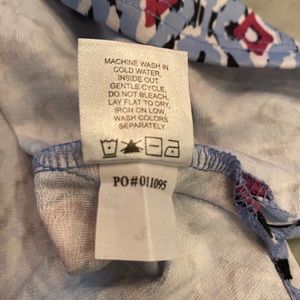 MACHINE WASH IN
COLD WATER,
INSIDE OUT
GENTLE CYCLE,
DO NOT BLEACH,
LAY FLAT TO DRY,
IRON ON LOW,
WASH COLORS
SEPARATELY
PO#011095